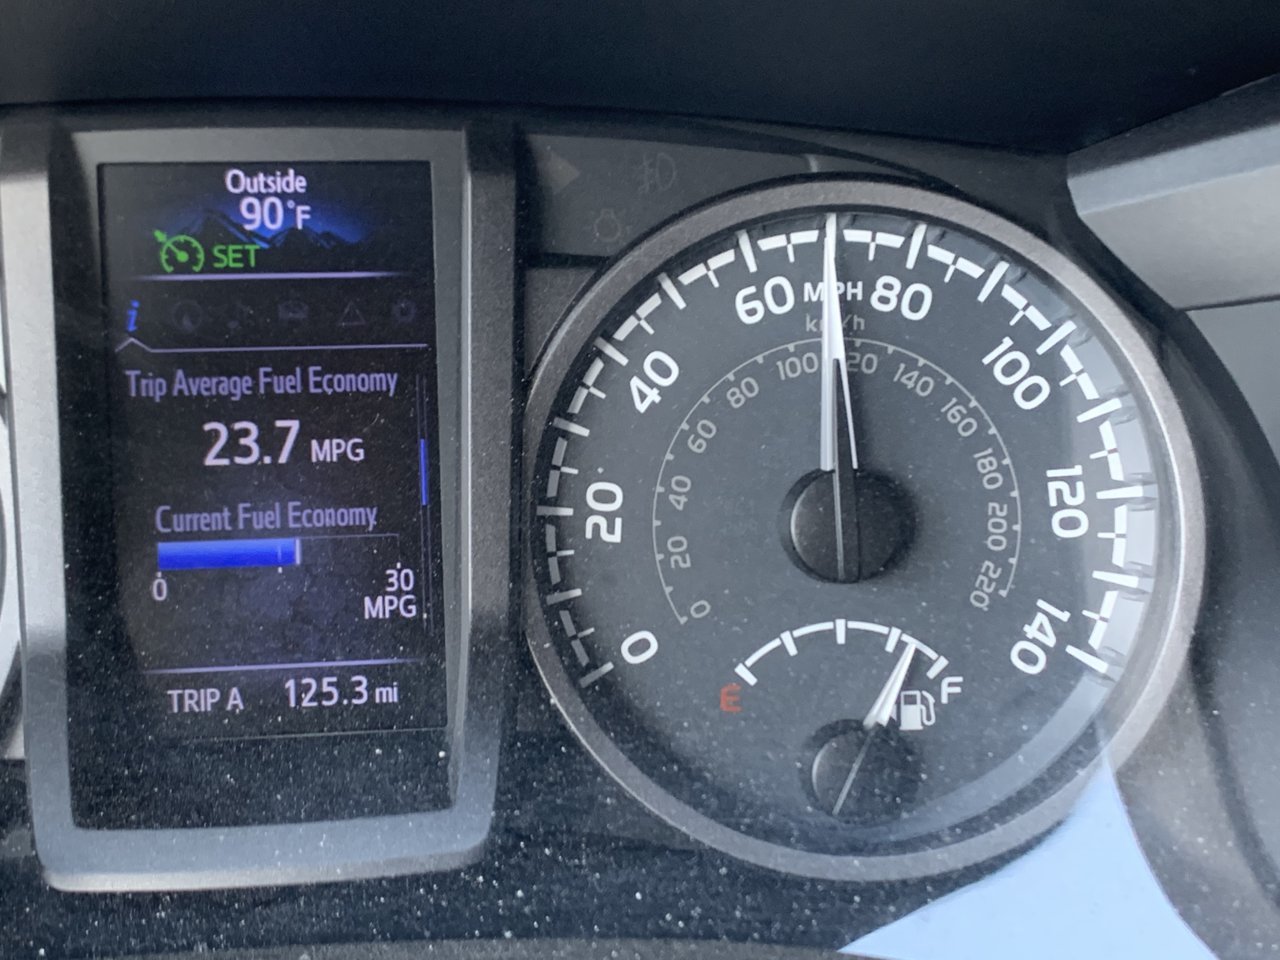 Outside
90°F
SET
i
Trip Average Fuel Economy
23.7 MPG
Current Fuel Economy
0 30
MPG
TRIP A 125.3 mi
0 20 40 60 MPH 80 100 120 140
km/h
0 20 40 60 80 100 120 140 160 180 200 220
E F